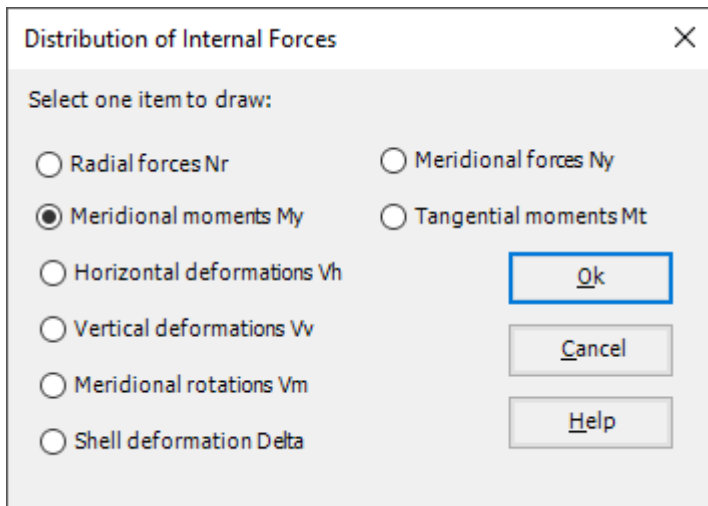 Distribution of Internal Forces
Select one item to draw:
Radial forces Nr
Meridional forces Ny
Meridional moments My
Tangential moments Mt
Horizontal deformations Vh
Ok
Vertical deformations Vv
Cancel
Meridional rotations Vm
Help
Shell deformation Delta